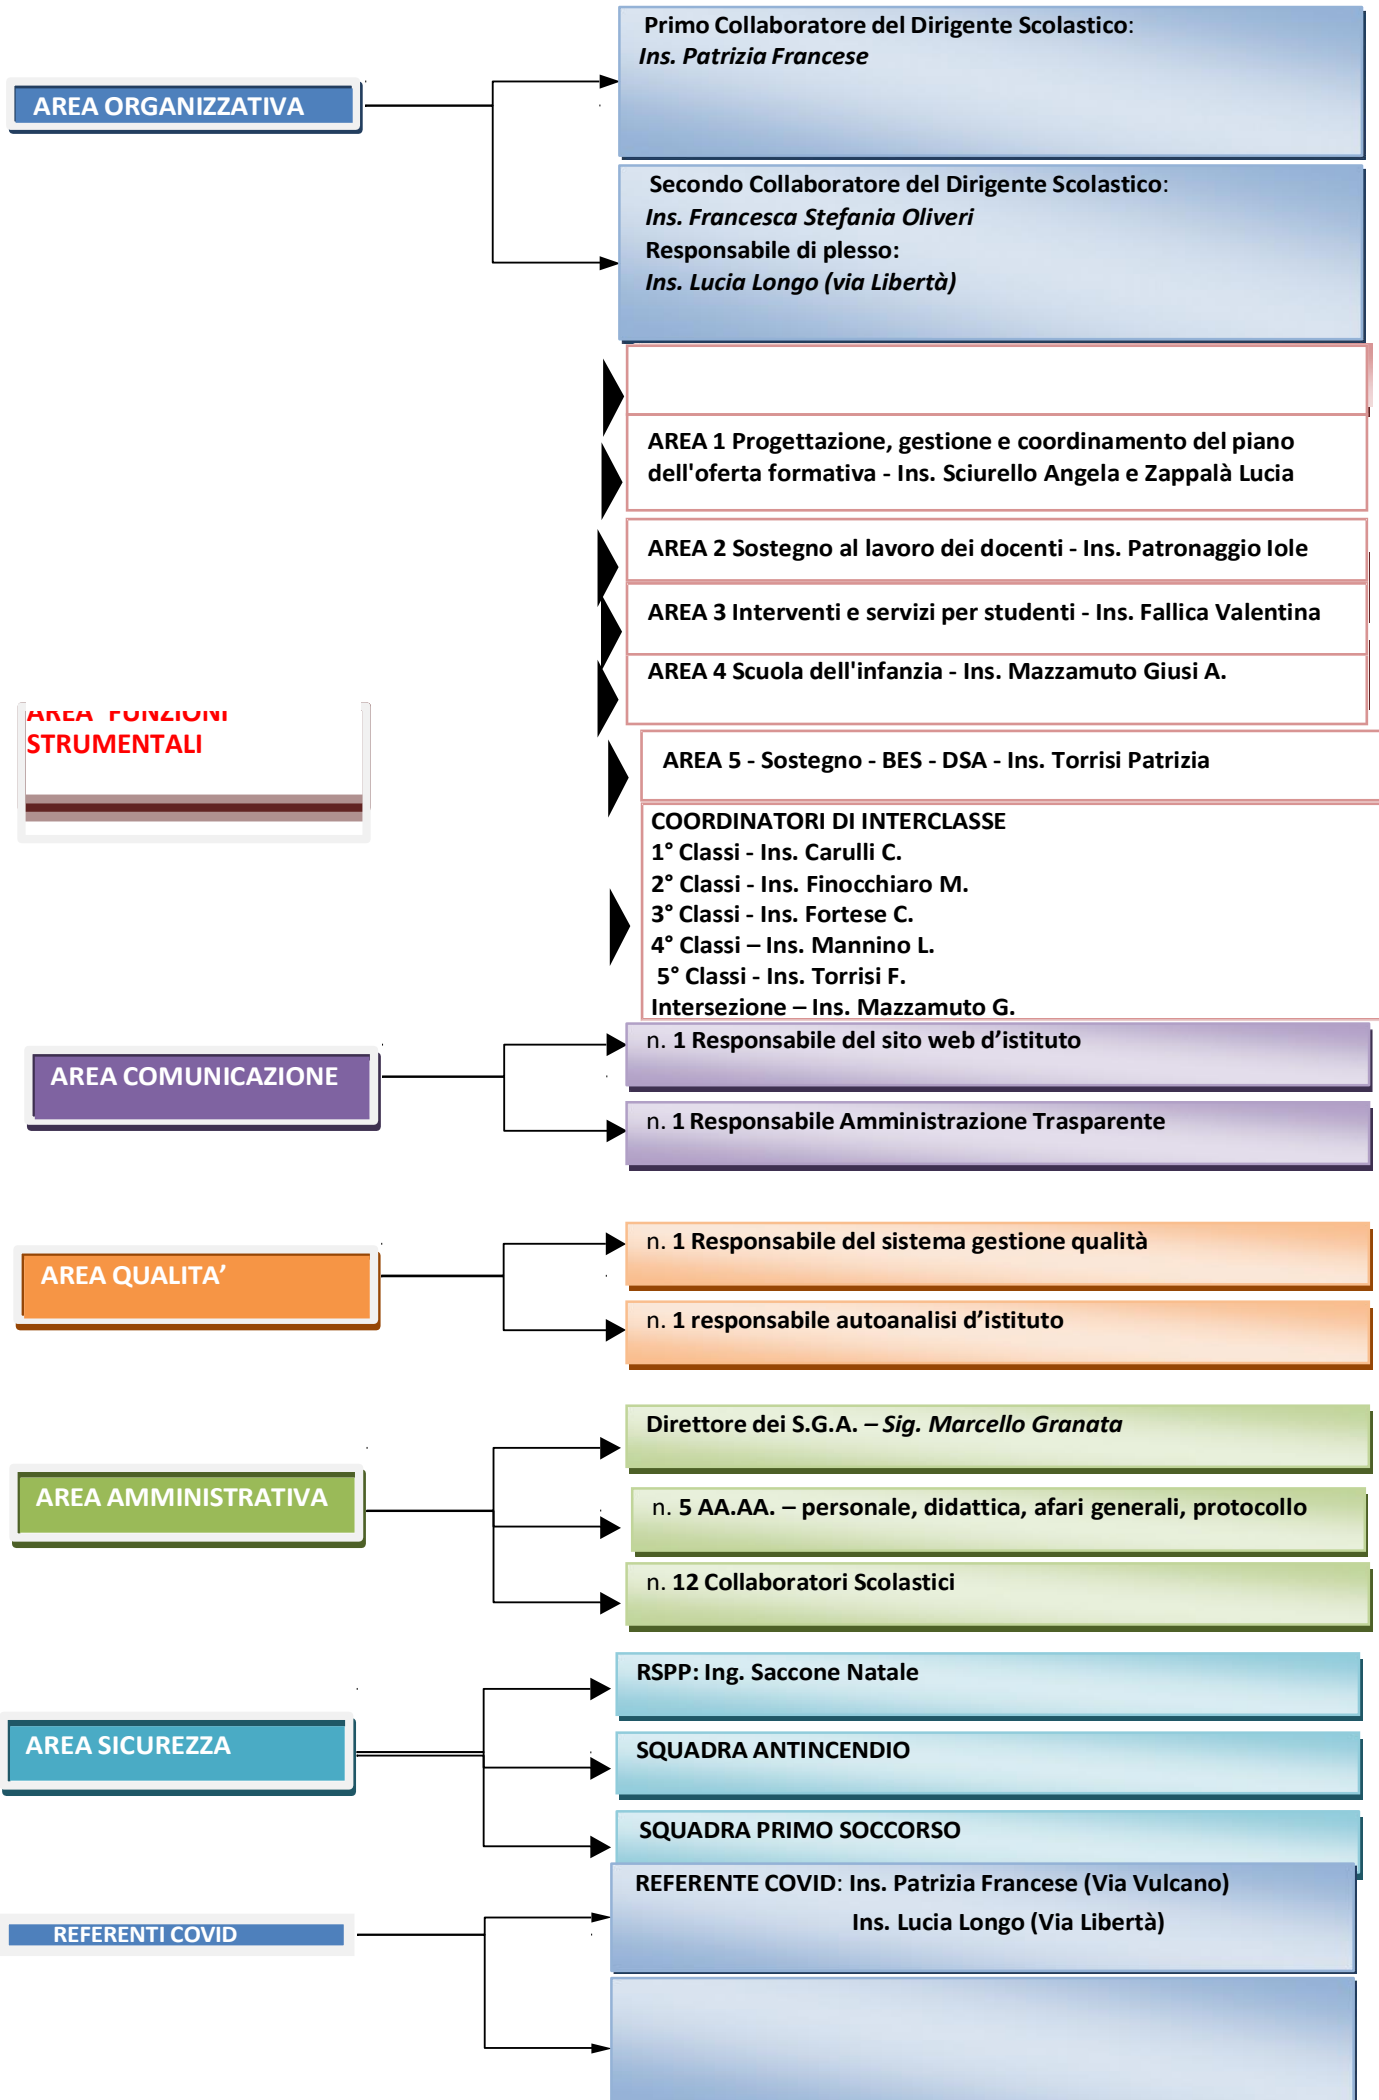 Primo Collaboratore del Dirigente Scolastico:
Ins. Patrizia Francese
AREA ORGANIZZATIVA
Secondo Collaboratore del Dirigente Scolastico:
Ins. Francesca Stefania Oliveri
Responsabile di plesso:
Ins. Lucia Longo (via Libertà)
AREA 1 Progettazione, gestione e coordinamento del piano
dell'oferta formativa - Ins. Sciurello Angela e Zappalà Lucia
AREA 2 Sostegno al lavoro dei docenti - Ins. Patronaggio Iole
AREA 3 Interventi e servizi per studenti - Ins. Fallica Valentina
AREA 4 Scuola dell'infanzia - Ins. Mazzamuto Giusi A.
AREA FUNZIONI
STRUMENTALI
AREA 5 - Sostegno - BES - DSA - Ins. Torrisi Patrizia
COORDINATORI DI INTERCLASSE
1° Classi - Ins. Carulli C.
2° Classi - Ins. Finocchiaro M.
3° Classi - Ins. Fortese C.
4° Classi – Ins. Mannino L.
5° Classi - Ins. Torrisi F.
Intersezione – Ins. Mazzamuto G.
n. 1 Responsabile del sito web d’istituto
AREA COMUNICAZIONE
n. 1 Responsabile Amministrazione Trasparente
n. 1 Responsabile del sistema gestione qualità
AREA QUALITA’
n. 1 responsabile autoanalisi d’istituto
Direttore dei S.G.A. – Sig. Marcello Granata
AREA AMMINISTRATIVA
n. 5 AA.AA. – personale, didattica, afari generali, protocollo
n. 12 Collaboratori Scolastici
RSPP: Ing. Saccone Natale
AREA SICUREZZA
SQUADRA ANTINCENDIO
SQUADRA PRIMO SOCCORSO
REFERENTE COVID: Ins. Patrizia Francese (Via Vulcano)
Ins. Lucia Longo (Via Libertà)
REFERENTI COVID